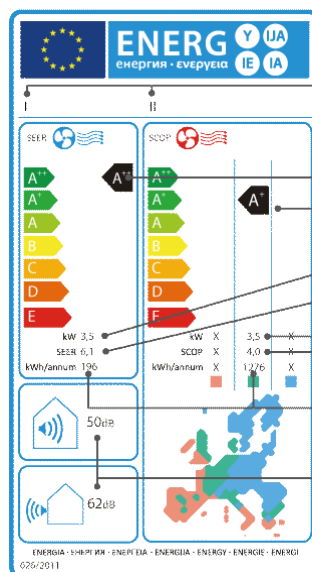 ENERG Y IJA
енергия · ενεργεια IE IA
I II
SEER SCOP
A++ A++ A++
A+ A+ A+
A A
B B
C C
D D
E E
kW 3,5 kW X 3,5 X
SEER 6,1 SCOP X 4,0 X
kWh/annum 196 kWh/annum X 1276 X
50dB
62dB
ENERGIA · ЕНЕРГИЯ · ΕΝΕΡΓΕΙΑ · ENERGIJA · ENERGY · ENERGIE · ENERGI
626/2011